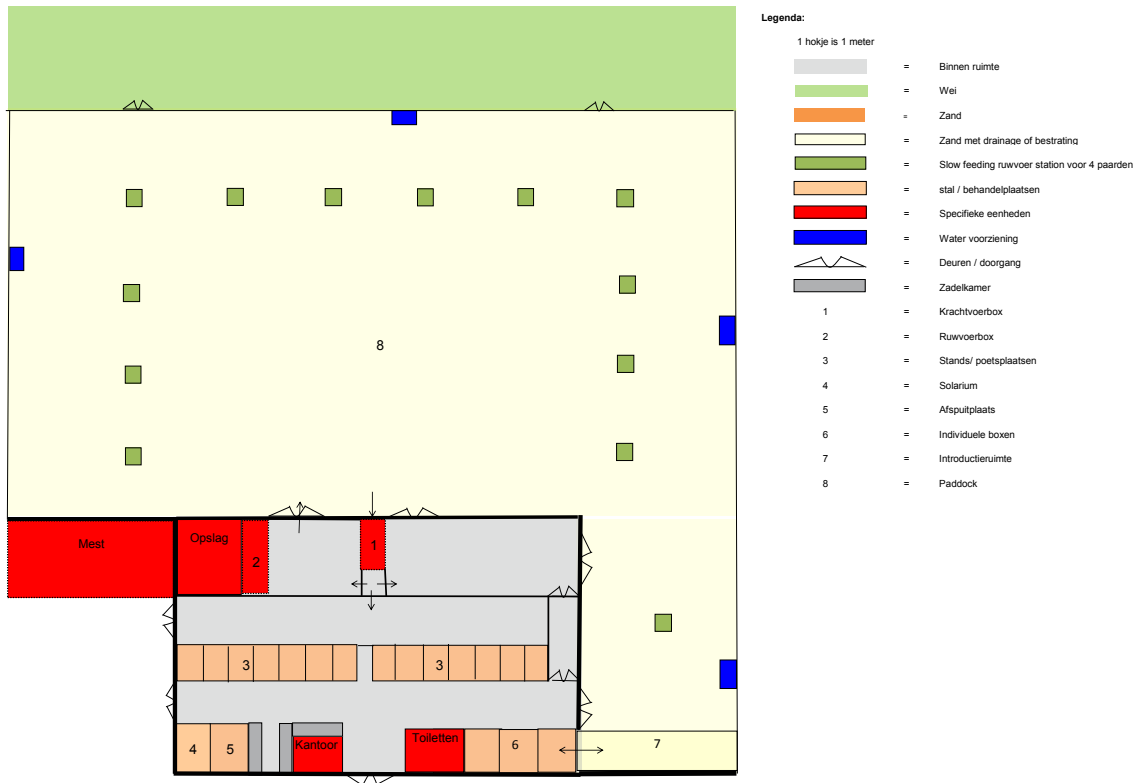 Legenda:
1 hokje is 1 meter
= Binnen ruimte
= Wei
= Zand
= Zand met drainage of bestrating
= Slow feeding ruwvoer station voor 4 paarden
= stal / behandelplaatsen
= Specifieke eenheden
= Water voorziening
= Deuren / doorgang
= Zadelkamer
1 = Krachtvoerbox
2 = Ruwvoerbox
3 = Stands/ poetsplaatsen
4 = Solarium
5 = Afspuitplaats
6 = Individuele boxen
7 = Introductieruimte
8 = Paddock
8
Mest
Opslag
2
1
3
3
4
5
Kantoor
Toiletten
6
7